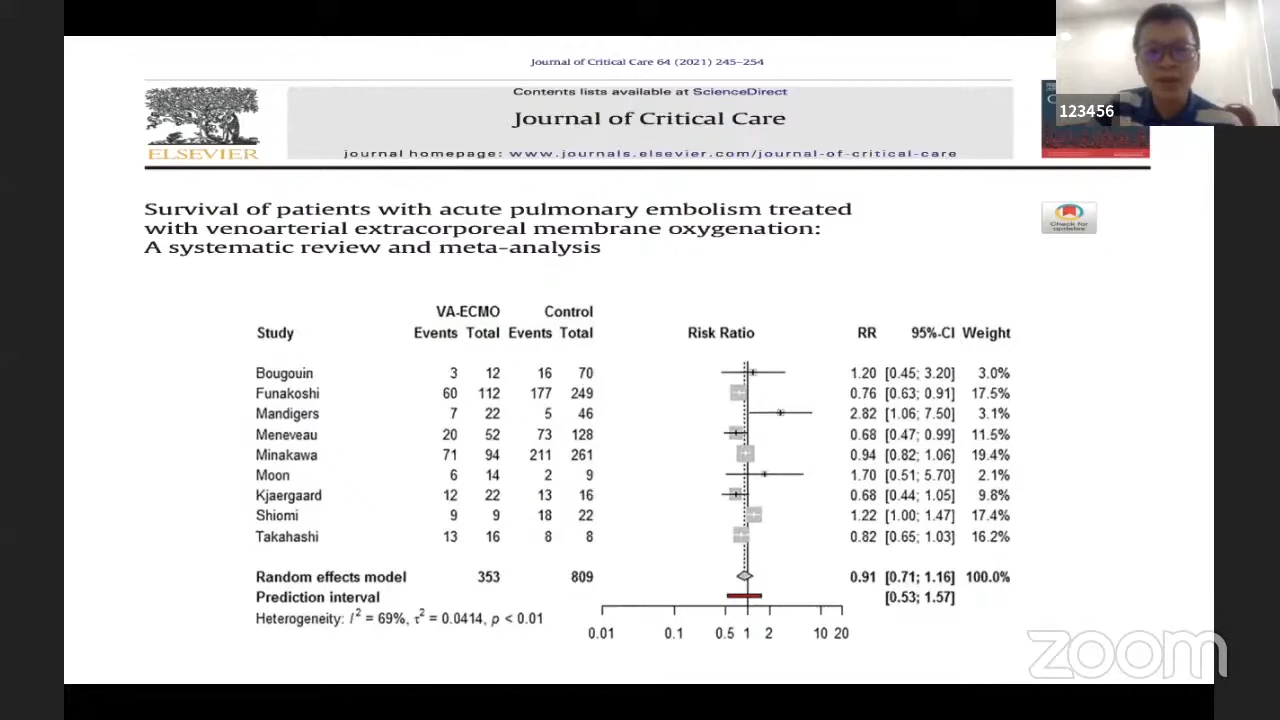 Journal of Critical Care 64 (2021) 245–254
Contents lists available at ScienceDirect
Journal of Critical Care
journal homepage: www.journals.elsevier.com/journal-of-critical-care
ELSEVIER
123456
Survival of patients with acute pulmonary embolism treated
with venoarterial extracorporeal membrane oxygenation:
A systematic review and meta-analysis
Check for
updates
VA-ECMO Control
Study Events Total Events Total Risk Ratio RR 95%-CI Weight
Bougouin 3 12 16 70 1.20 [0.45; 3.20] 3.0%
Funakoshi 60 112 177 249 0.76 [0.63; 0.91] 17.5%
Mandigers 7 22 5 46 2.82 [1.06; 7.50] 3.1%
Meneveau 20 52 73 128 0.68 [0.47; 0.99] 11.5%
Minakawa 71 94 211 261 0.94 [0.82; 1.06] 19.4%
Moon 6 14 2 9 1.70 [0.51; 5.70] 2.1%
Kjaergaard 12 22 13 16 0.68 [0.44; 1.05] 9.8%
Shiomi 9 9 18 22 1.22 [1.00; 1.47] 17.4%
Takahashi 13 16 8 8 0.82 [0.65; 1.03] 16.2%
Random effects model 353 809 0.91 [0.71; 1.16] 100.0%
Prediction interval [0.53; 1.57]
Heterogeneity: I² = 69%, τ² = 0.0414, p < 0.01
0.01 0.1 0.5 1 2 10 20
zoom